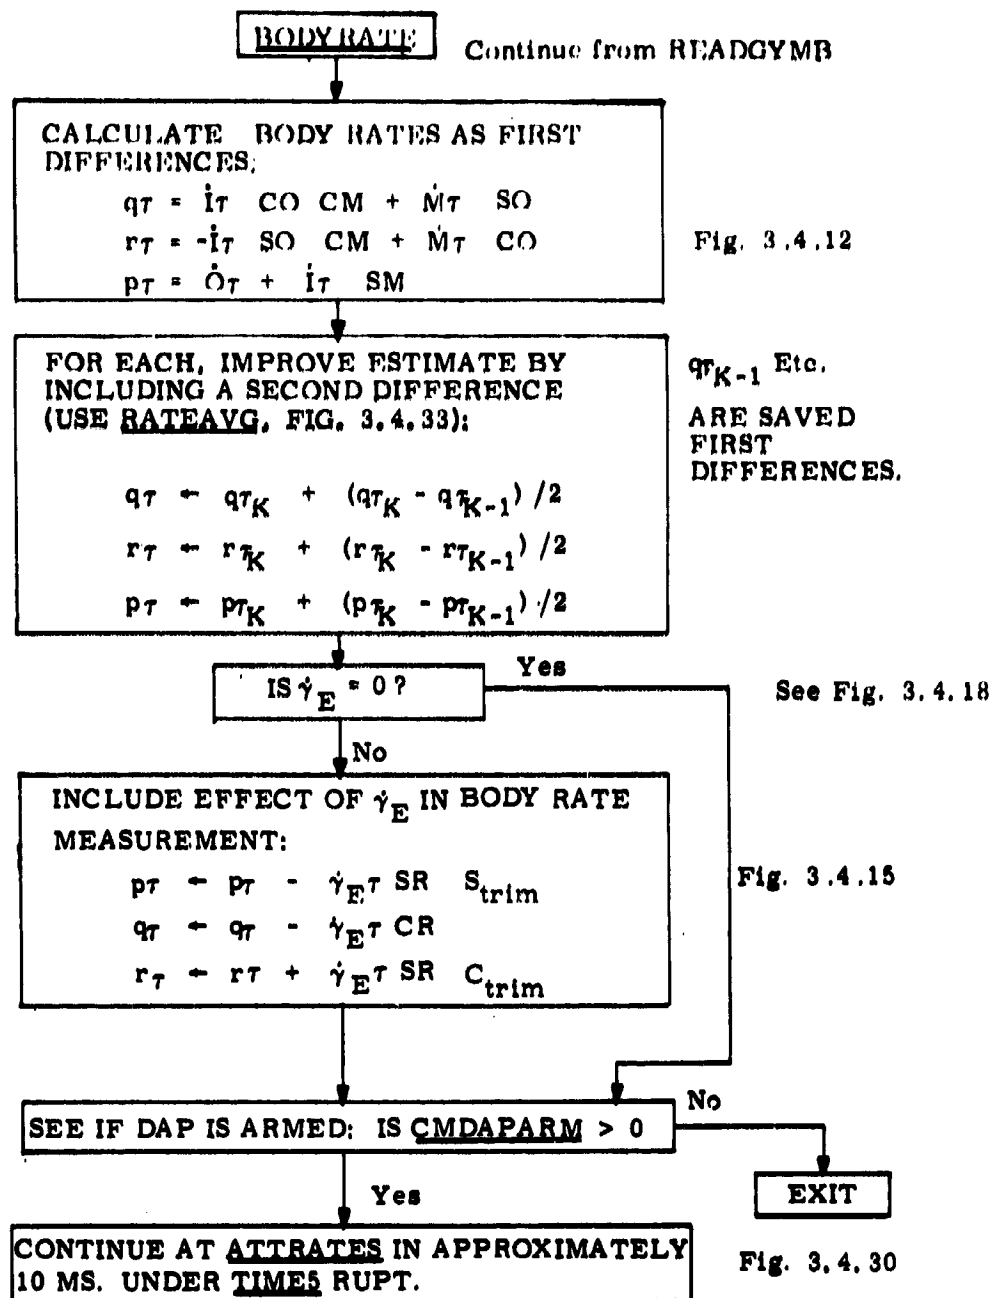 BODYRATE
Continue from READGYMB
CALCULATE BODY RATES AS FIRST
DIFFERENCES;
qτ = İτ CO CM + Ṁτ SO
rτ = -İτ SO CM + Ṁτ CO
pτ = Ȯτ + İτ SM
Fig. 3.4.12
FOR EACH, IMPROVE ESTIMATE BY
INCLUDING A SECOND DIFFERENCE
(USE RATEAVG, FIG. 3.4.33):
qτ ← qτK + (qτK - qτK-1) /2
rτ ← rτK + (rτK - rτK-1) /2
pτ ← pτK + (pτK - pτK-1) /2
qτK-1 Etc.
ARE SAVED
FIRST
DIFFERENCES.
IS γ̇E = 0?
Yes
See Fig. 3.4.18
No
INCLUDE EFFECT OF γ̇E IN BODY RATE
MEASUREMENT:
pτ ← pτ - γ̇Eτ SR Strim
qτ ← qτ - γ̇Eτ CR
rτ ← rτ + γ̇Eτ SR Ctrim
Fig. 3.4.15
SEE IF DAP IS ARMED: IS CMDAPARM > 0
No
EXIT
Yes
CONTINUE AT ATTRATES IN APPROXIMATELY
10 MS. UNDER TIME5 RUPT.
Fig. 3.4.30